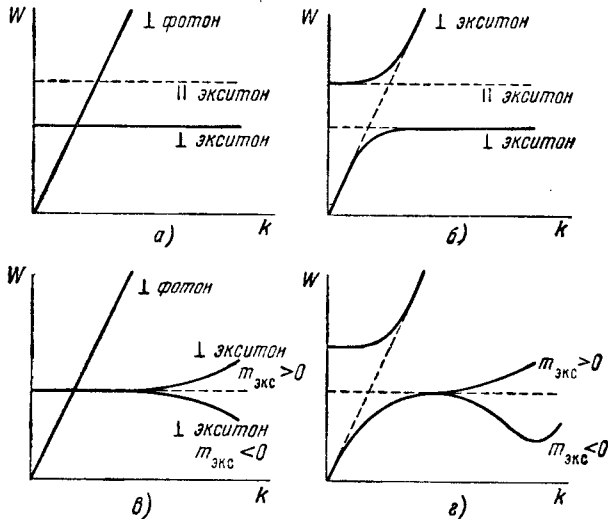 W
⊥ фотон
|| экситон
⊥ экситон
k
а)
W
⊥ экситон
|| экситон
⊥ экситон
k
б)
W
⊥ фотон
⊥ экситон
mэкс>0
⊥ экситон
mэкс<0
k
в)
W
mэкс>0
mэкс<0
k
г)